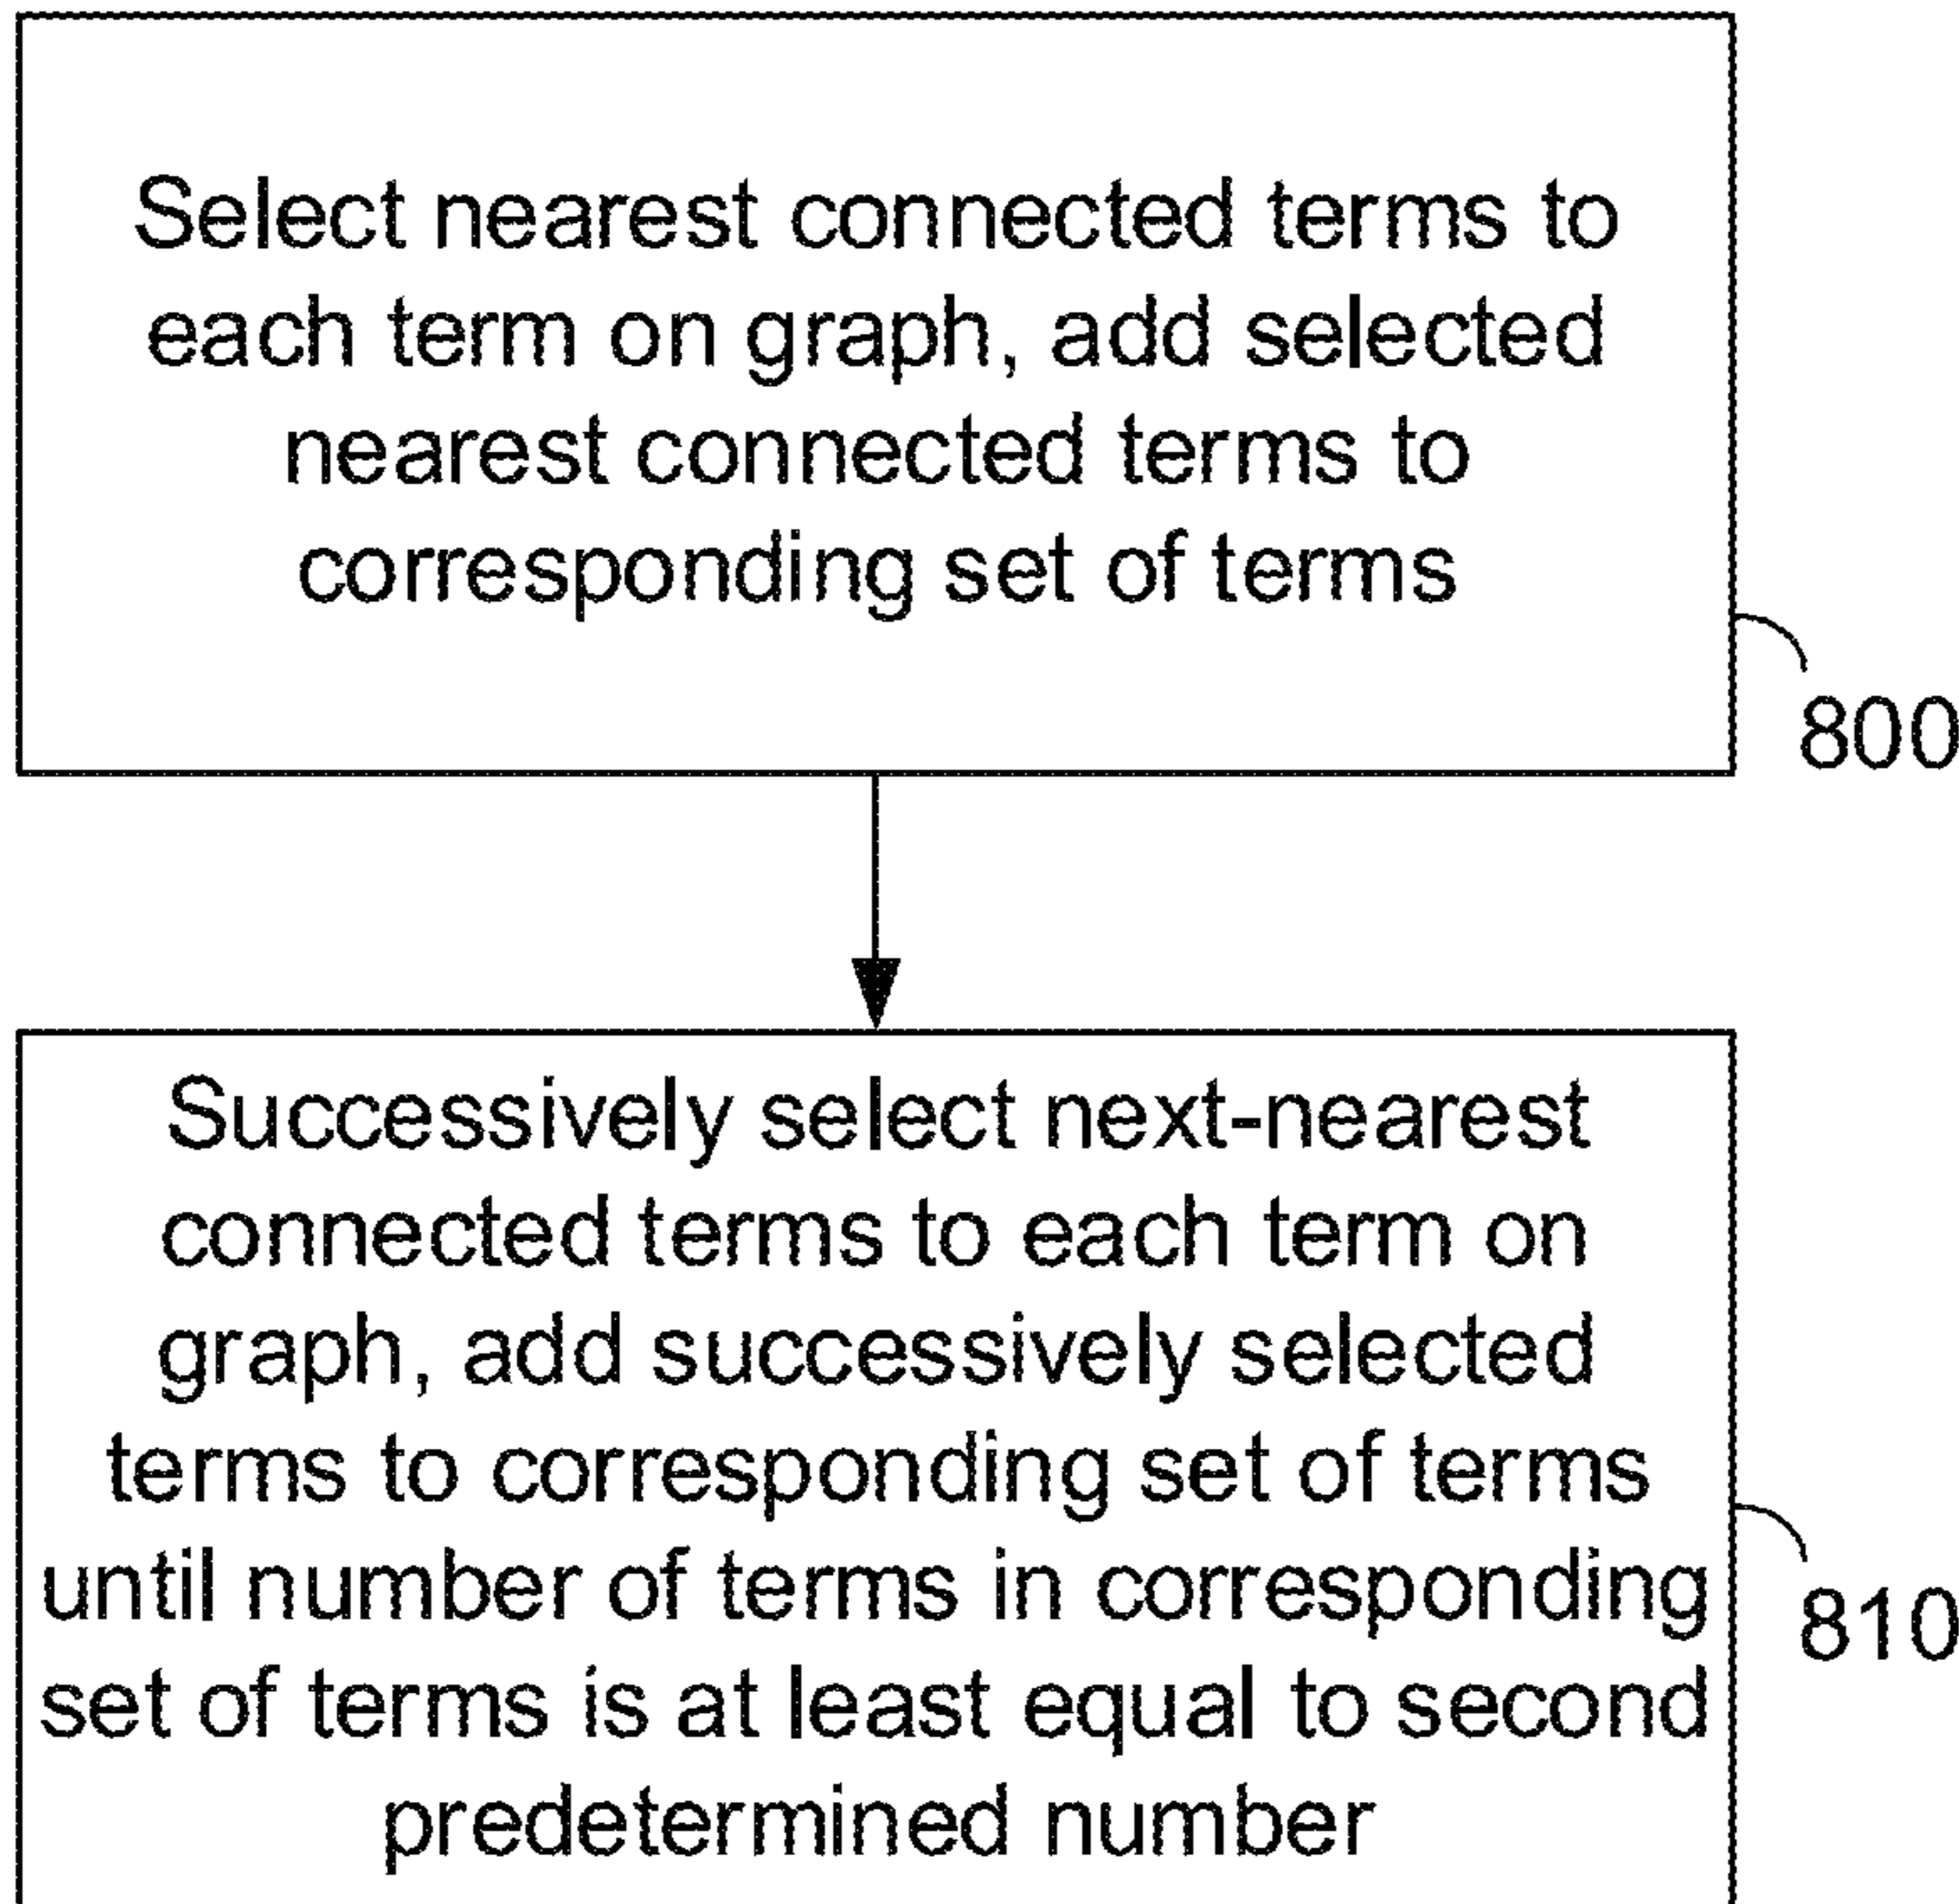 Select nearest connected terms to
each term on graph, add selected
nearest connected terms to
corresponding set of terms
800
Successively select next-nearest
connected terms to each term on
graph, add successively selected
terms to corresponding set of terms
until number of terms in corresponding
set of terms is at least equal to second
predetermined number
810